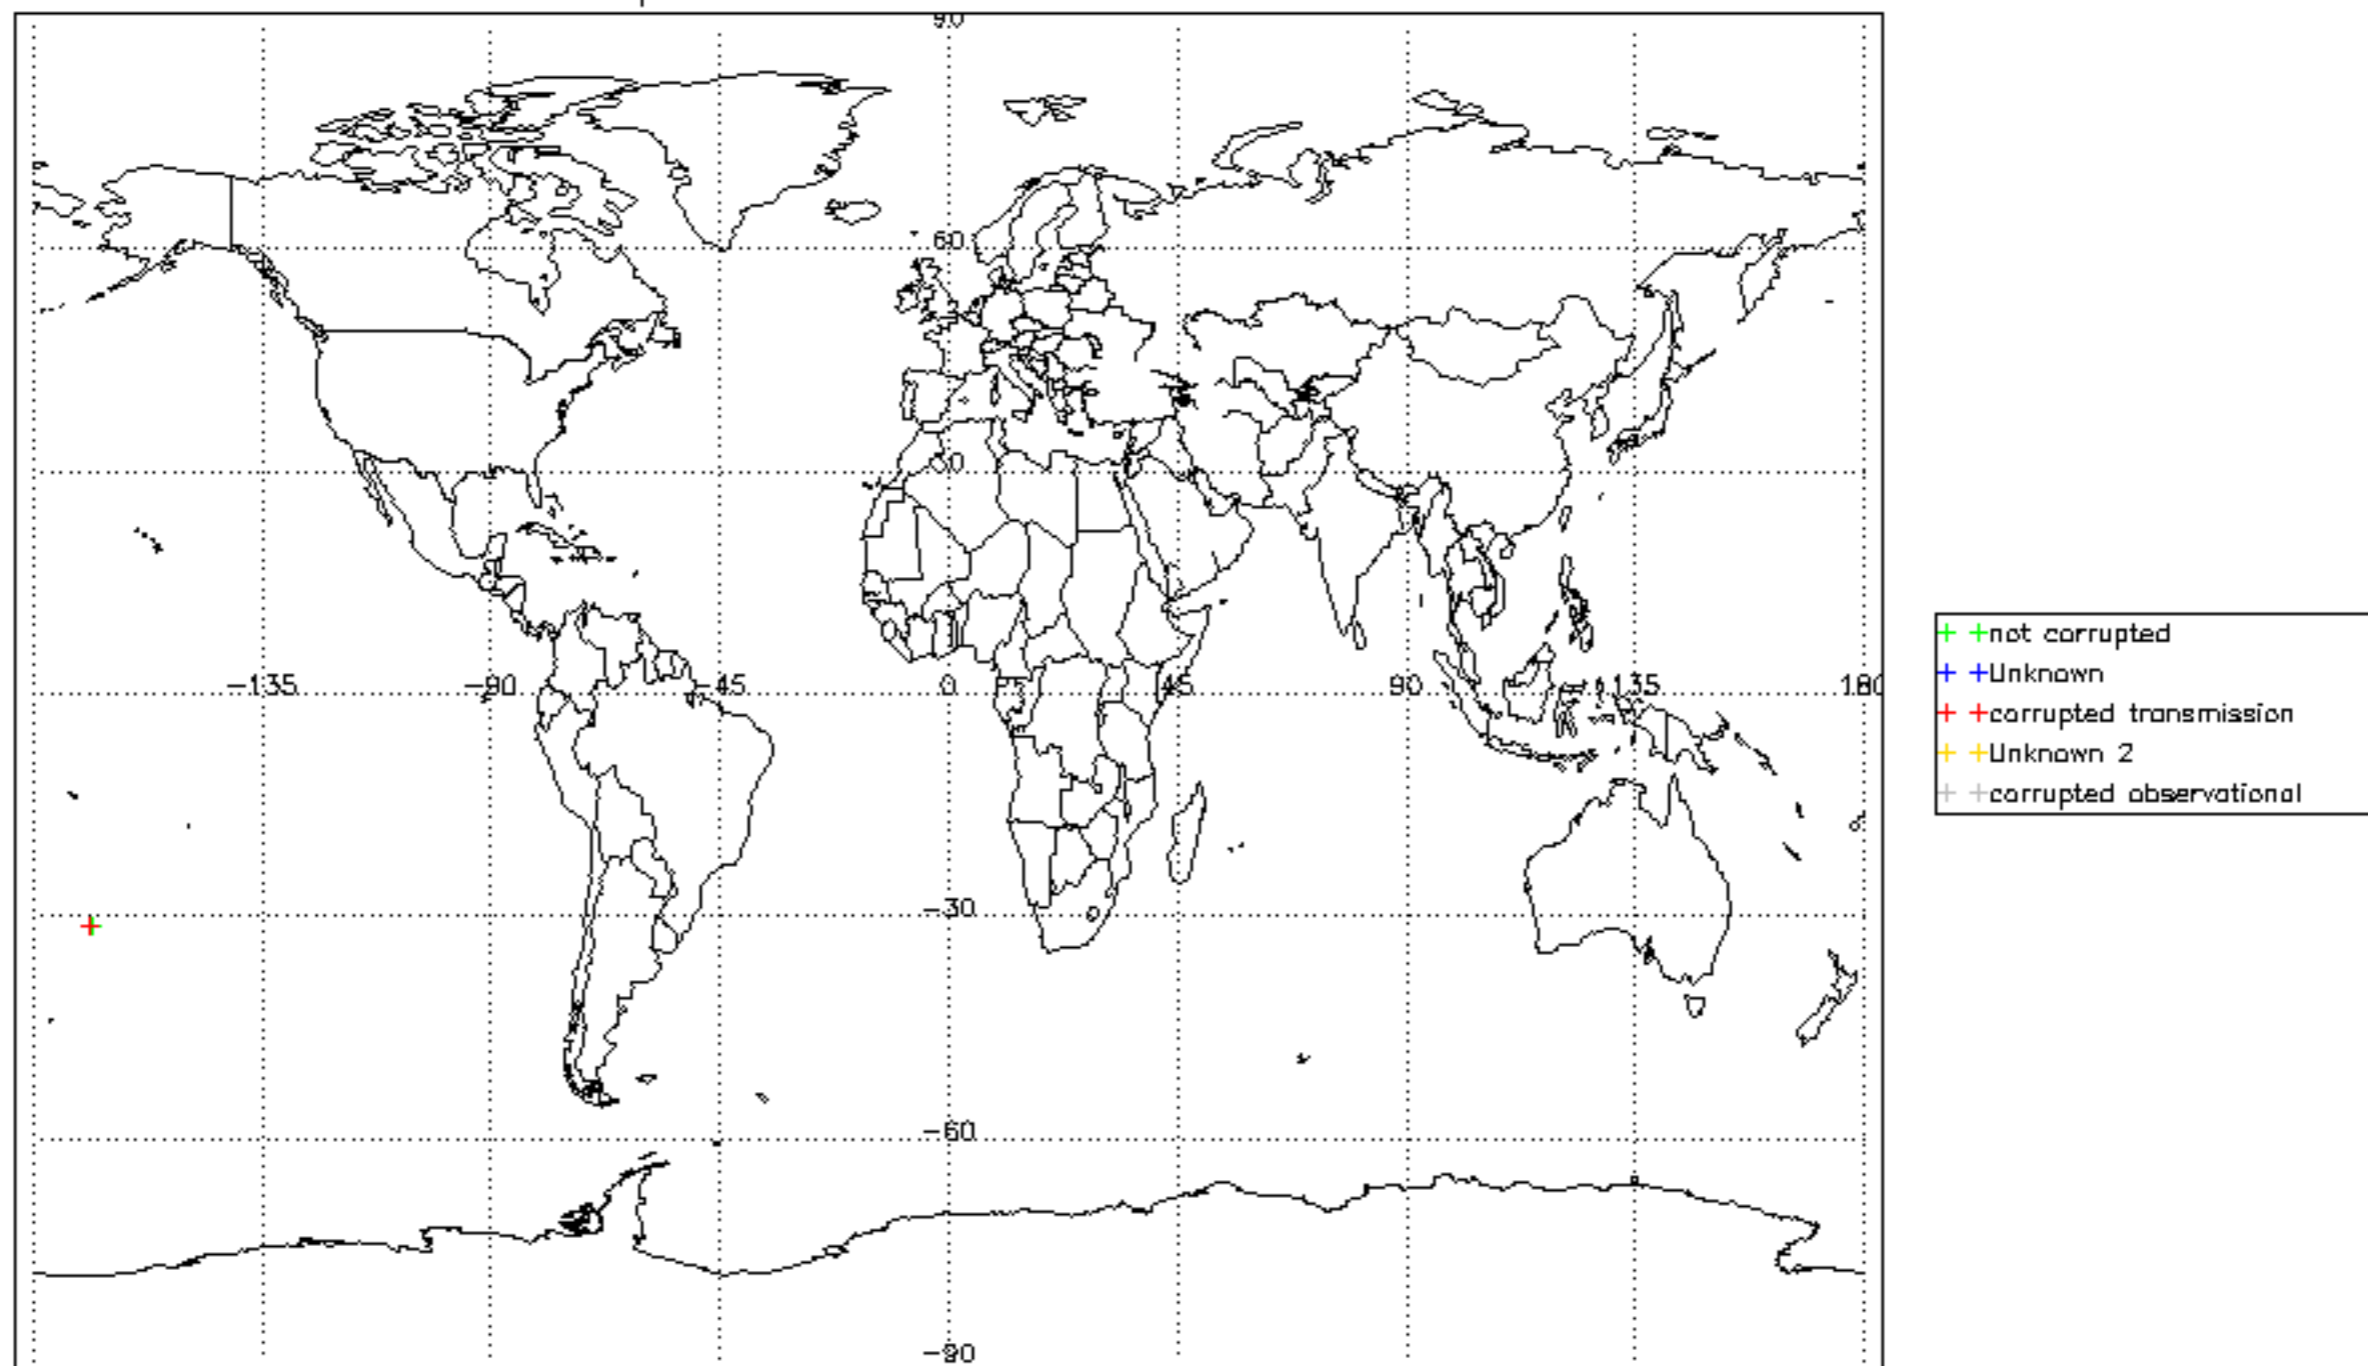 90
60
30
-135 -90 -45 0 45 90 135 180
-30
-60
-90
not corrupted
Unknown
corrupted transmission
Unknown 2
corrupted observational